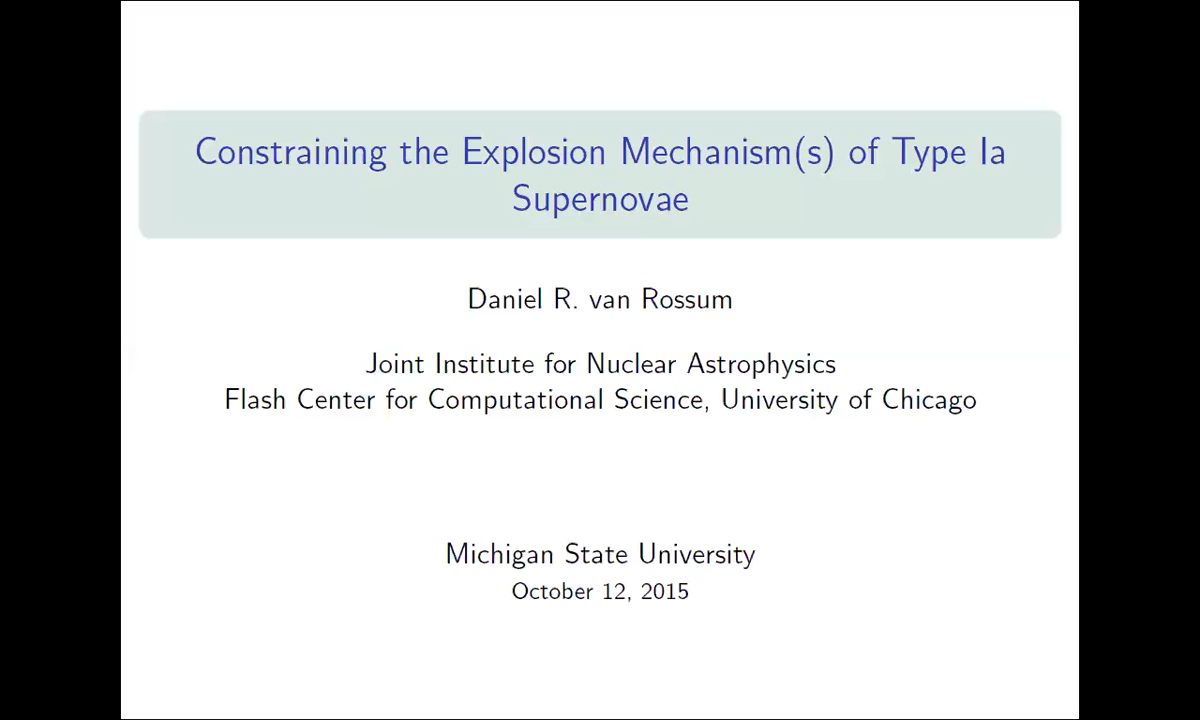 Constraining the Explosion Mechanism(s) of Type Ia
Supernovae
Daniel R. van Rossum
Joint Institute for Nuclear Astrophysics
Flash Center for Computational Science, University of Chicago
Michigan State University
October 12, 2015